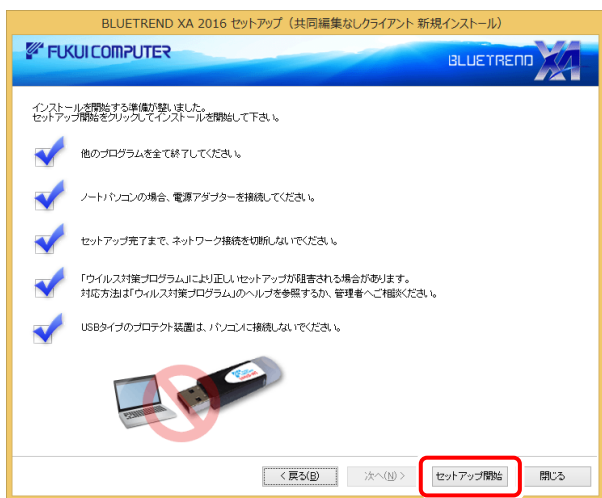 BLUETREND XA 2016 セットアップ（共同編集なしクライアント 新規インストール）
FUKUI COMPUTER
BLUETREND XA
インストールを開始する準備が整いました。
セットアップ開始をクリックしてインストールを開始して下さい。
他のプログラムを全て終了してください。
ノートパソコンの場合、電源アダプターを接続してください。
セットアップ完了まで、ネットワーク接続を切断しないでください。
「ウイルス対策プログラム」により正しいセットアップが阻害される場合があります。
対応方法は「ウィルス対策プログラム」のヘルプを参照するか、管理者へご相談ください。
USBタイプのプロテクト装置は、パソコンに接続しないでください。
< 戻る(B)
次へ(N) >
セットアップ開始
閉じる